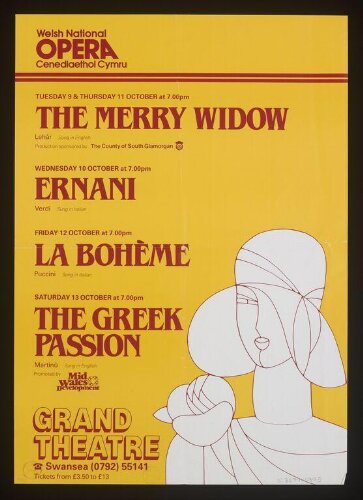 Welsh National
OPERA
Cenedlaethol Cymru
TUESDAY 9 & THURSDAY 11 OCTOBER at 7.00pm
THE MERRY WIDOW
Lehár Sung in English
Production sponsored by The County of South Glamorgan
WEDNESDAY 10 OCTOBER at 7.00pm
ERNANI
Verdi Sung in Italian
FRIDAY 12 OCTOBER at 7.00pm
LA BOHÈME
Puccini Sung in Italian
SATURDAY 13 OCTOBER at 7.00pm
THE GREEK
PASSION
Martinů Sung in English
Promoted by Mid
Wales
Development
GRAND
THEATRE
☎ Swansea (0792) 55141
Tickets from £3.50 to £13